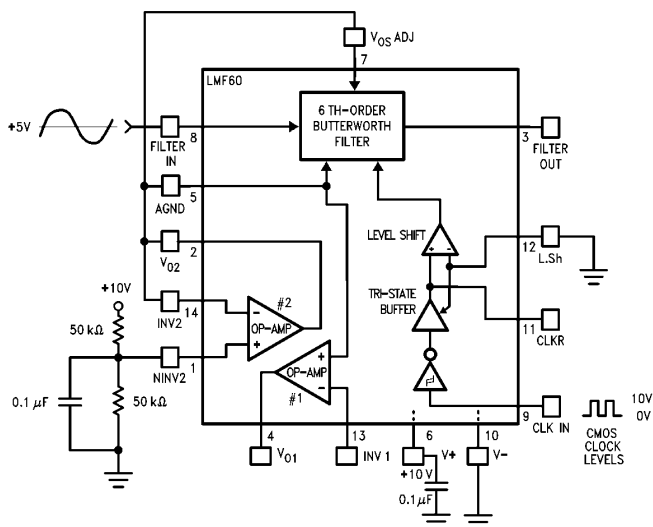 V_OS ADJ
7
LMF60
6 TH-ORDER
BUTTERWORTH
FILTER
+5V
FILTER
IN
8
3
FILTER
OUT
AGND
5
LEVEL SHIFT
+ -
12
L.Sh
V_O2
2
+10V
TRI-STATE
BUFFER
50 kΩ
14
INV2
#2
-
OP-AMP
+
11
CLKR
1
NINV2
+
OP-AMP
-
#1
0.1 μF
50 kΩ
9
CLK IN
10V
0V
CMOS
CLOCK
LEVELS
4
V_O1
13
INV 1
6
V+
+10 V
0.1 μF
10
V-